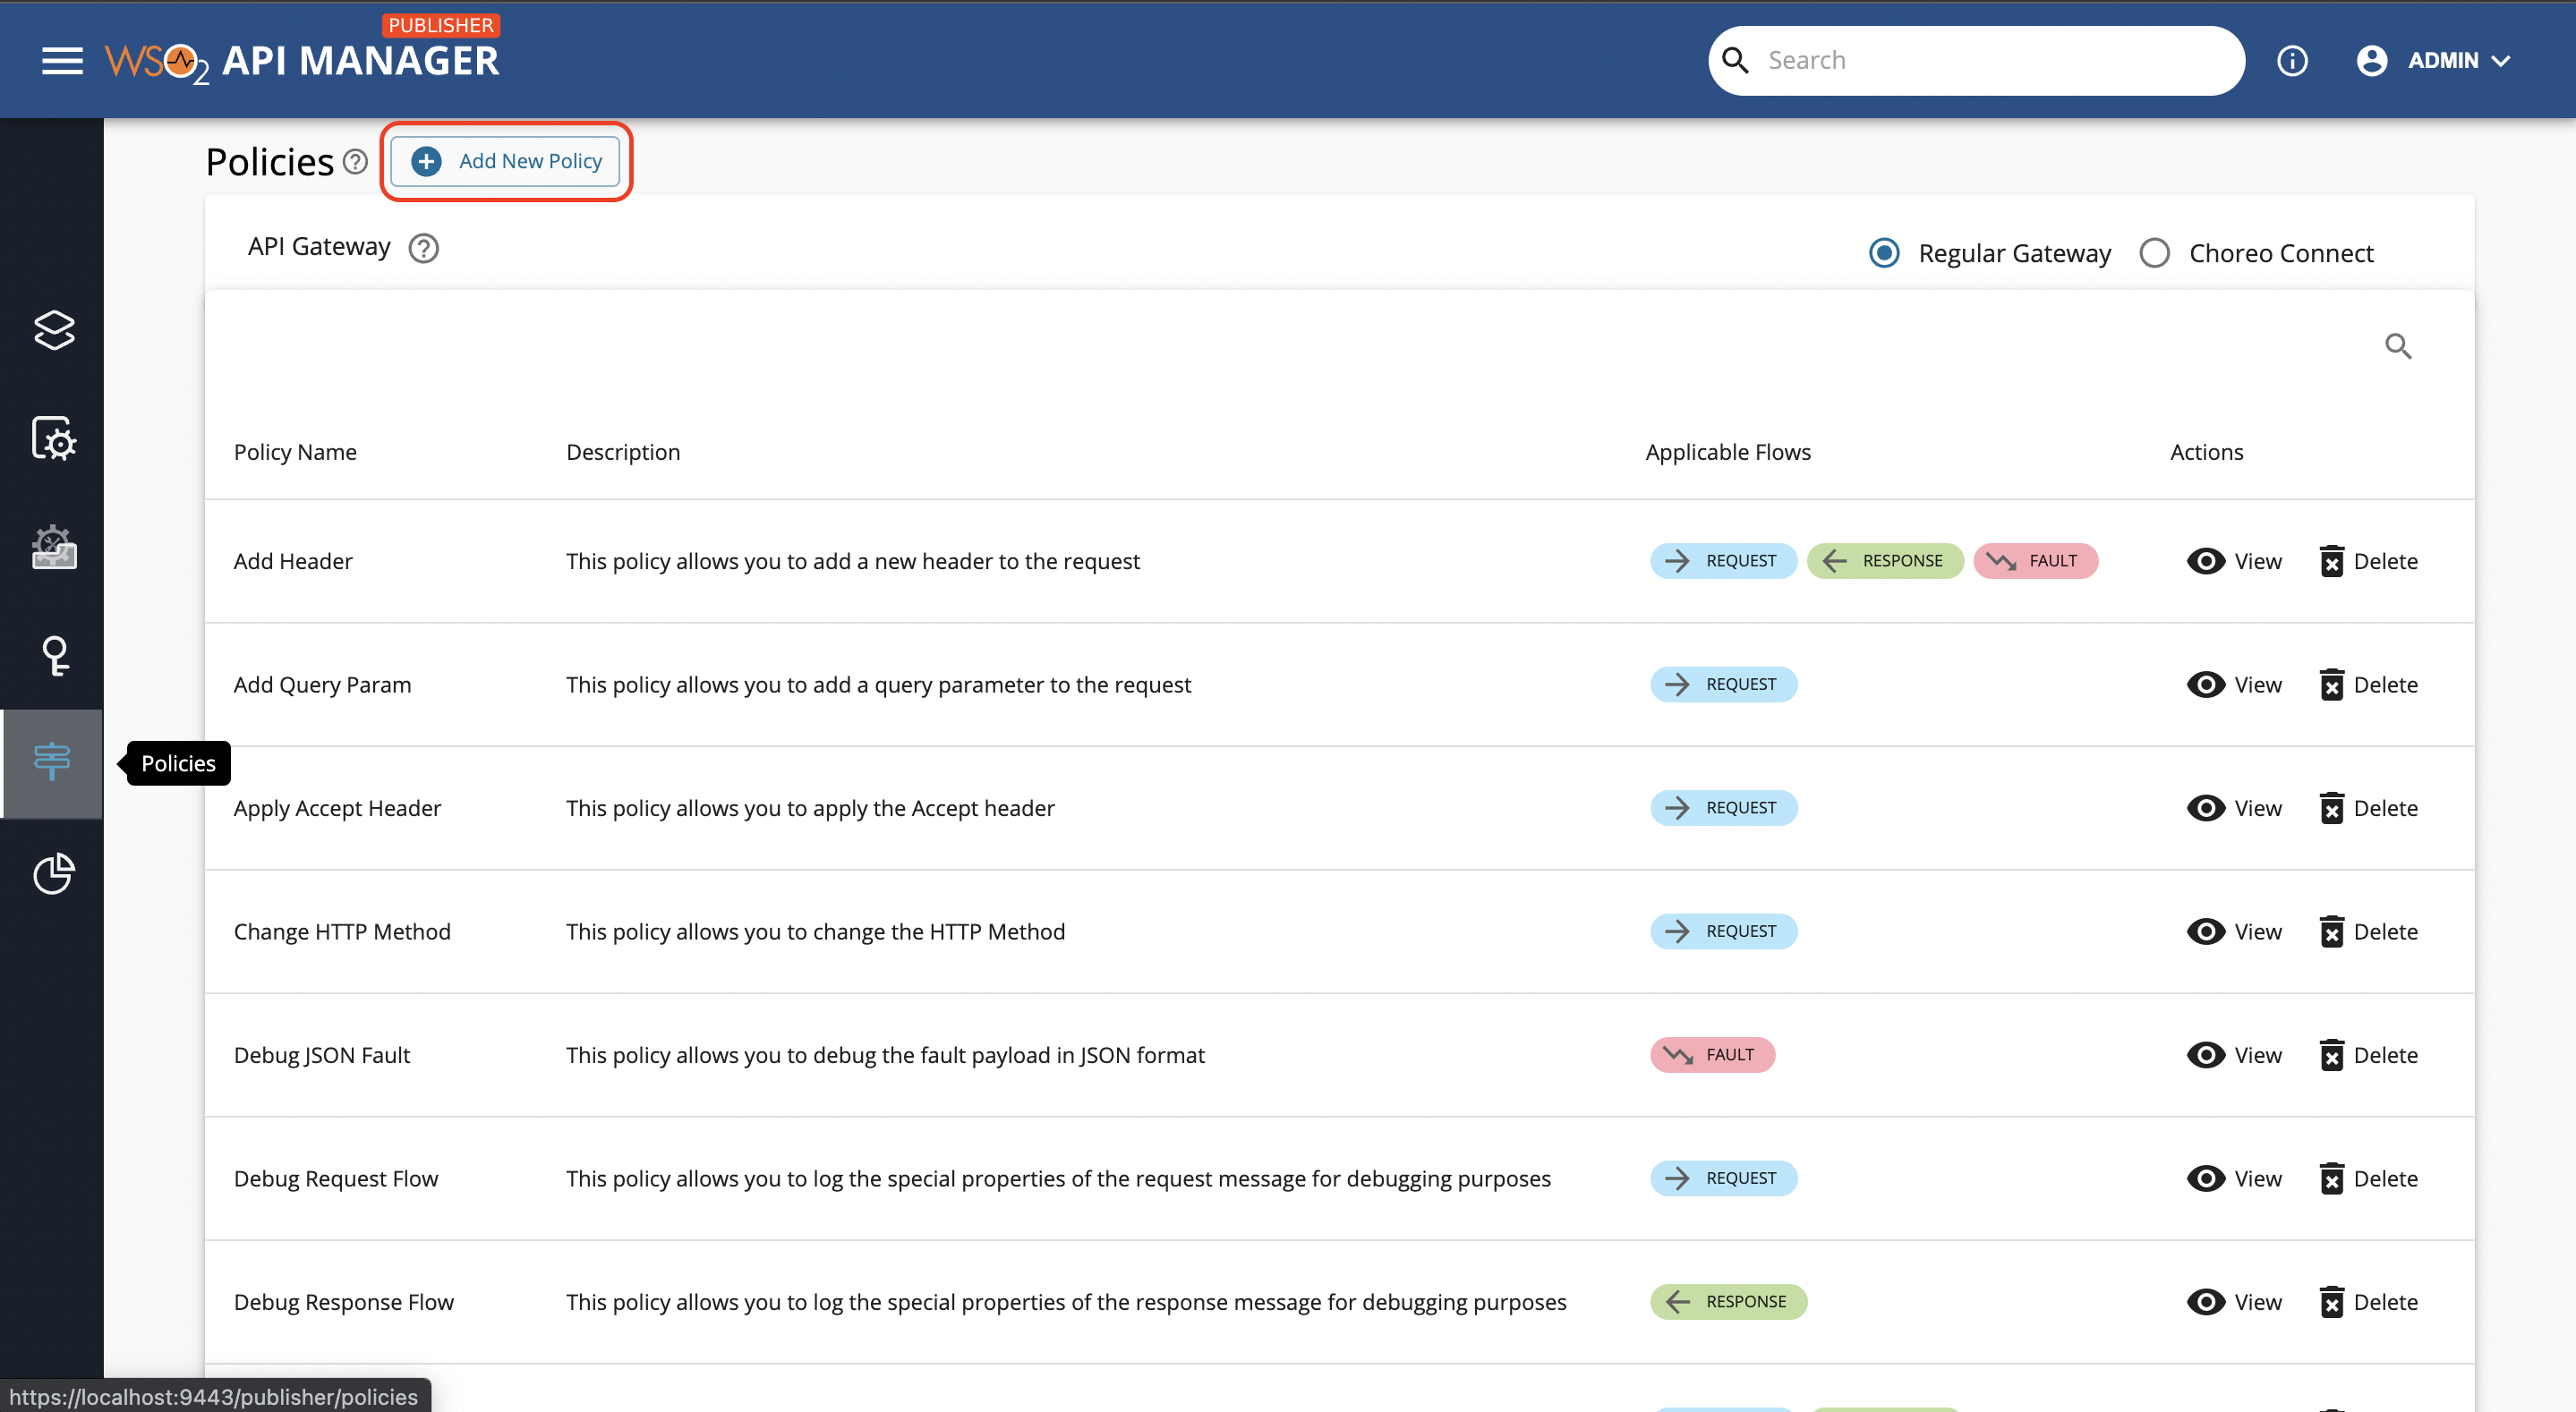 PUBLISHER
WSO2 API MANAGER
Search
ADMIN
Policies
Add New Policy
API Gateway
Regular Gateway
Choreo Connect
Policy Name Description Applicable Flows Actions
Add Header This policy allows you to add a new header to the request REQUEST RESPONSE FAULT View Delete
Add Query Param This policy allows you to add a query parameter to the request REQUEST View Delete
Policies
Apply Accept Header This policy allows you to apply the Accept header REQUEST View Delete
Change HTTP Method This policy allows you to change the HTTP Method REQUEST View Delete
Debug JSON Fault This policy allows you to debug the fault payload in JSON format FAULT View Delete
Debug Request Flow This policy allows you to log the special properties of the request message for debugging purposes REQUEST View Delete
Debug Response Flow This policy allows you to log the special properties of the response message for debugging purposes RESPONSE View Delete
https://localhost:9443/publisher/policies